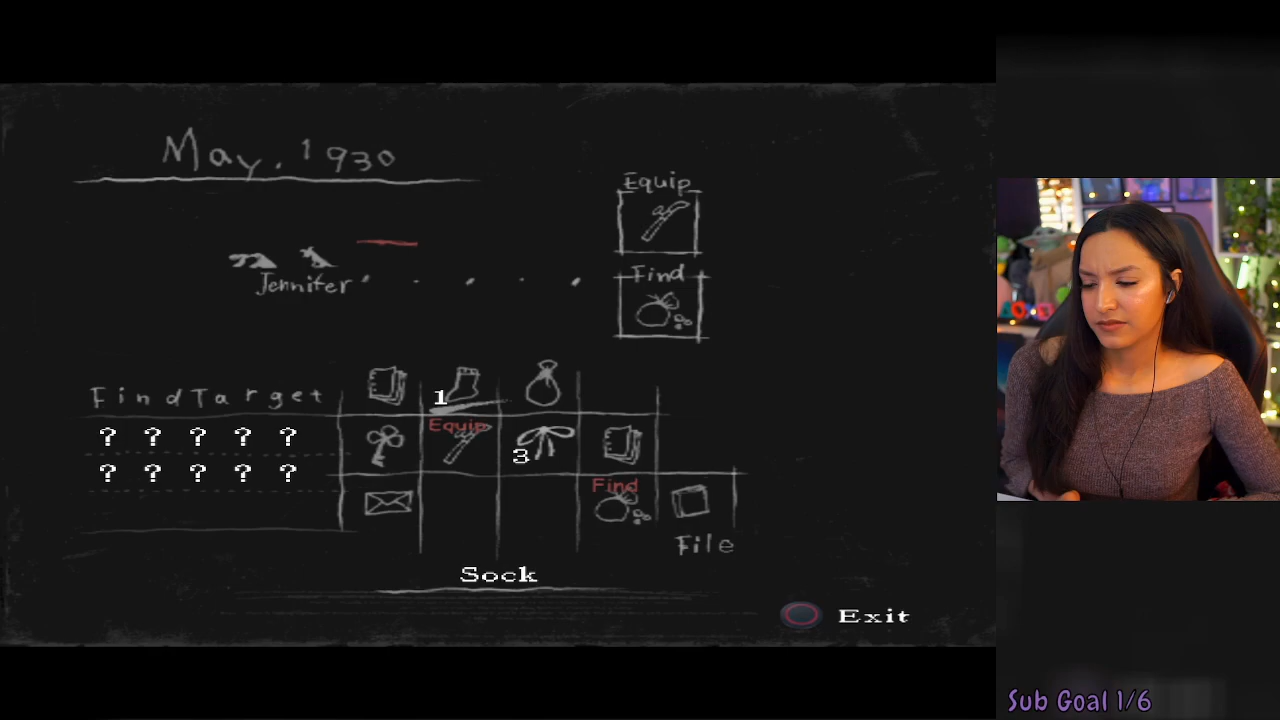 May. 1930
Equip
Find
Jennifer
FindTarget
1
? ? ? ? ?
Equip
3
? ? ? ? ?
Find
File
Sock
Exit
Sub Goal 1/6